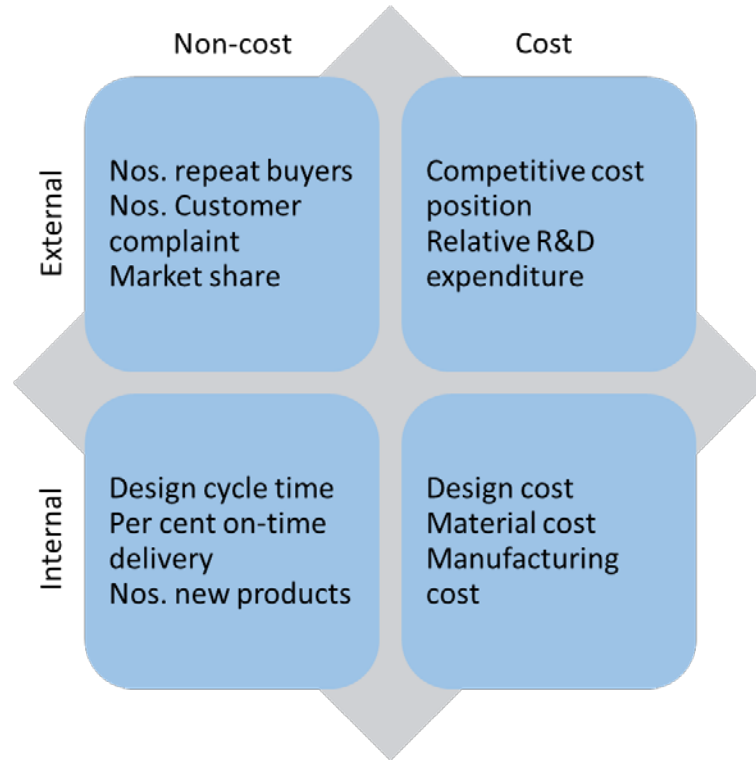 Non-cost
Cost
External
Nos. repeat buyers
Nos. Customer
complaint
Market share
Competitive cost
position
Relative R&D
expenditure
Internal
Design cycle time
Per cent on-time
delivery
Nos. new products
Design cost
Material cost
Manufacturing
cost